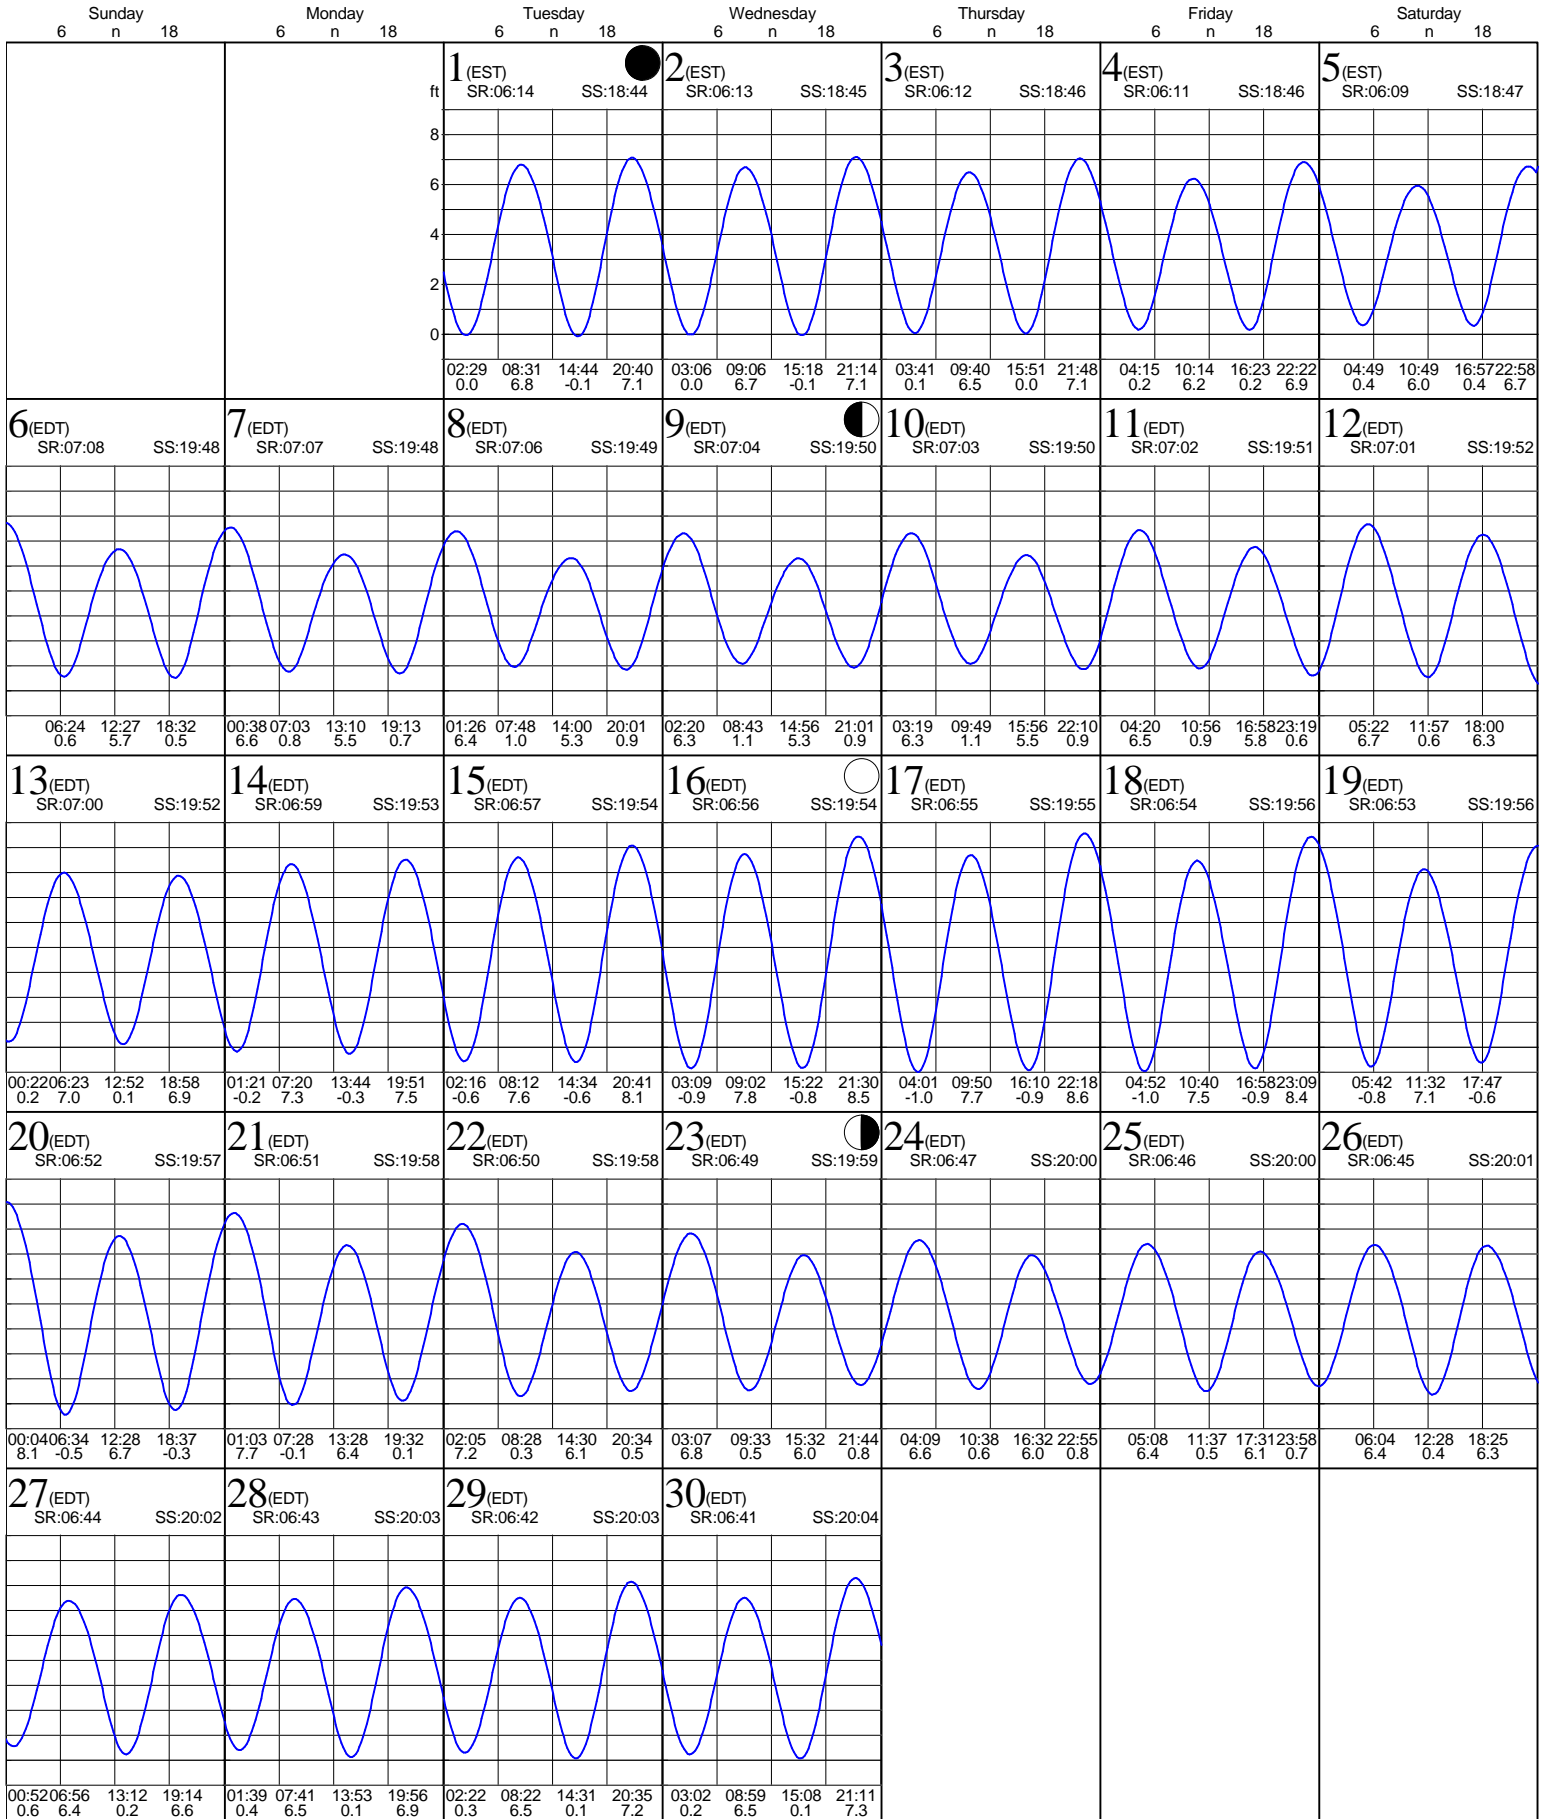 Sunday Monday Tuesday Wednesday Thursday Friday Saturday
6 n 18 6 n 18 6 n 18 6 n 18 6 n 18 6 n 18 6 n 18
1(EST) 2(EST) 3(EST) 4(EST) 5(EST)
ft SR:06:14 SS:18:44 SR:06:13 SS:18:45 SR:06:12 SS:18:46 SR:06:11 SS:18:46 SR:06:09 SS:18:47
8
6
4
2
0
02:29 08:31 14:44 20:40 03:06 09:06 15:18 21:14 03:41 09:40 15:51 21:48 04:15 10:14 16:23 22:22 04:49 10:49 16:57 22:58
0.0 6.8 -0.1 7.1 0.0 6.7 -0.1 7.1 0.1 6.5 0.0 7.1 0.2 6.2 0.2 6.9 0.4 6.0 0.4 6.7
6(EDT) 7(EDT) 8(EDT) 9(EDT) 10(EDT) 11(EDT) 12(EDT)
SR:07:08 SS:19:48 SR:07:07 SS:19:48 SR:07:06 SS:19:49 SR:07:04 SS:19:50 SR:07:03 SS:19:50 SR:07:02 SS:19:51 SR:07:01 SS:19:52
06:24 12:27 18:32 00:38 07:03 13:10 19:13 01:26 07:48 14:00 20:01 02:20 08:43 14:56 21:01 03:19 09:49 15:56 22:10 04:20 10:56 16:58 23:19 05:22 11:57 18:00
0.6 5.7 0.5 6.6 0.8 5.5 0.7 6.4 1.0 5.3 0.9 6.3 1.1 5.3 0.9 6.3 1.1 5.5 0.9 6.5 0.9 5.8 0.6 6.7 0.6 6.3
13(EDT) 14(EDT) 15(EDT) 16(EDT) 17(EDT) 18(EDT) 19(EDT)
SR:07:00 SS:19:52 SR:06:59 SS:19:53 SR:06:57 SS:19:54 SR:06:56 SS:19:54 SR:06:55 SS:19:55 SR:06:54 SS:19:56 SR:06:53 SS:19:56
00:22 06:23 12:52 18:58 01:21 07:20 13:44 19:51 02:16 08:12 14:34 20:41 03:09 09:02 15:22 21:30 04:01 09:50 16:10 22:18 04:52 10:40 16:58 23:09 05:42 11:32 17:47
0.2 7.0 0.1 6.9 -0.2 7.3 -0.3 7.5 -0.6 7.6 -0.6 8.1 -0.9 7.8 -0.8 8.5 -1.0 7.7 -0.9 8.6 -1.0 7.5 -0.9 8.4 -0.8 7.1 -0.6
20(EDT) 21(EDT) 22(EDT) 23(EDT) 24(EDT) 25(EDT) 26(EDT)
SR:06:52 SS:19:57 SR:06:51 SS:19:58 SR:06:50 SS:19:58 SR:06:49 SS:19:59 SR:06:47 SS:20:00 SR:06:46 SS:20:00 SR:06:45 SS:20:01
00:04 06:34 12:28 18:37 01:03 07:28 13:28 19:32 02:05 08:28 14:30 20:34 03:07 09:33 15:32 21:44 04:09 10:38 16:32 22:55 05:08 11:37 17:31 23:58 06:04 12:28 18:25
8.1 -0.5 6.7 -0.3 7.7 -0.1 6.4 0.1 7.2 0.3 6.1 0.5 6.8 0.5 6.0 0.8 6.6 0.6 6.0 0.8 6.4 0.5 6.1 0.7 6.4 0.4 6.3
27(EDT) 28(EDT) 29(EDT) 30(EDT)
SR:06:44 SS:20:02 SR:06:43 SS:20:03 SR:06:42 SS:20:03 SR:06:41 SS:20:04
00:52 06:56 13:12 19:14 01:39 07:41 13:53 19:56 02:22 08:22 14:31 20:35 03:02 08:59 15:08 21:11
0.6 6.4 0.2 6.6 0.4 6.5 0.1 6.9 0.3 6.5 0.1 7.2 0.2 6.5 0.1 7.3